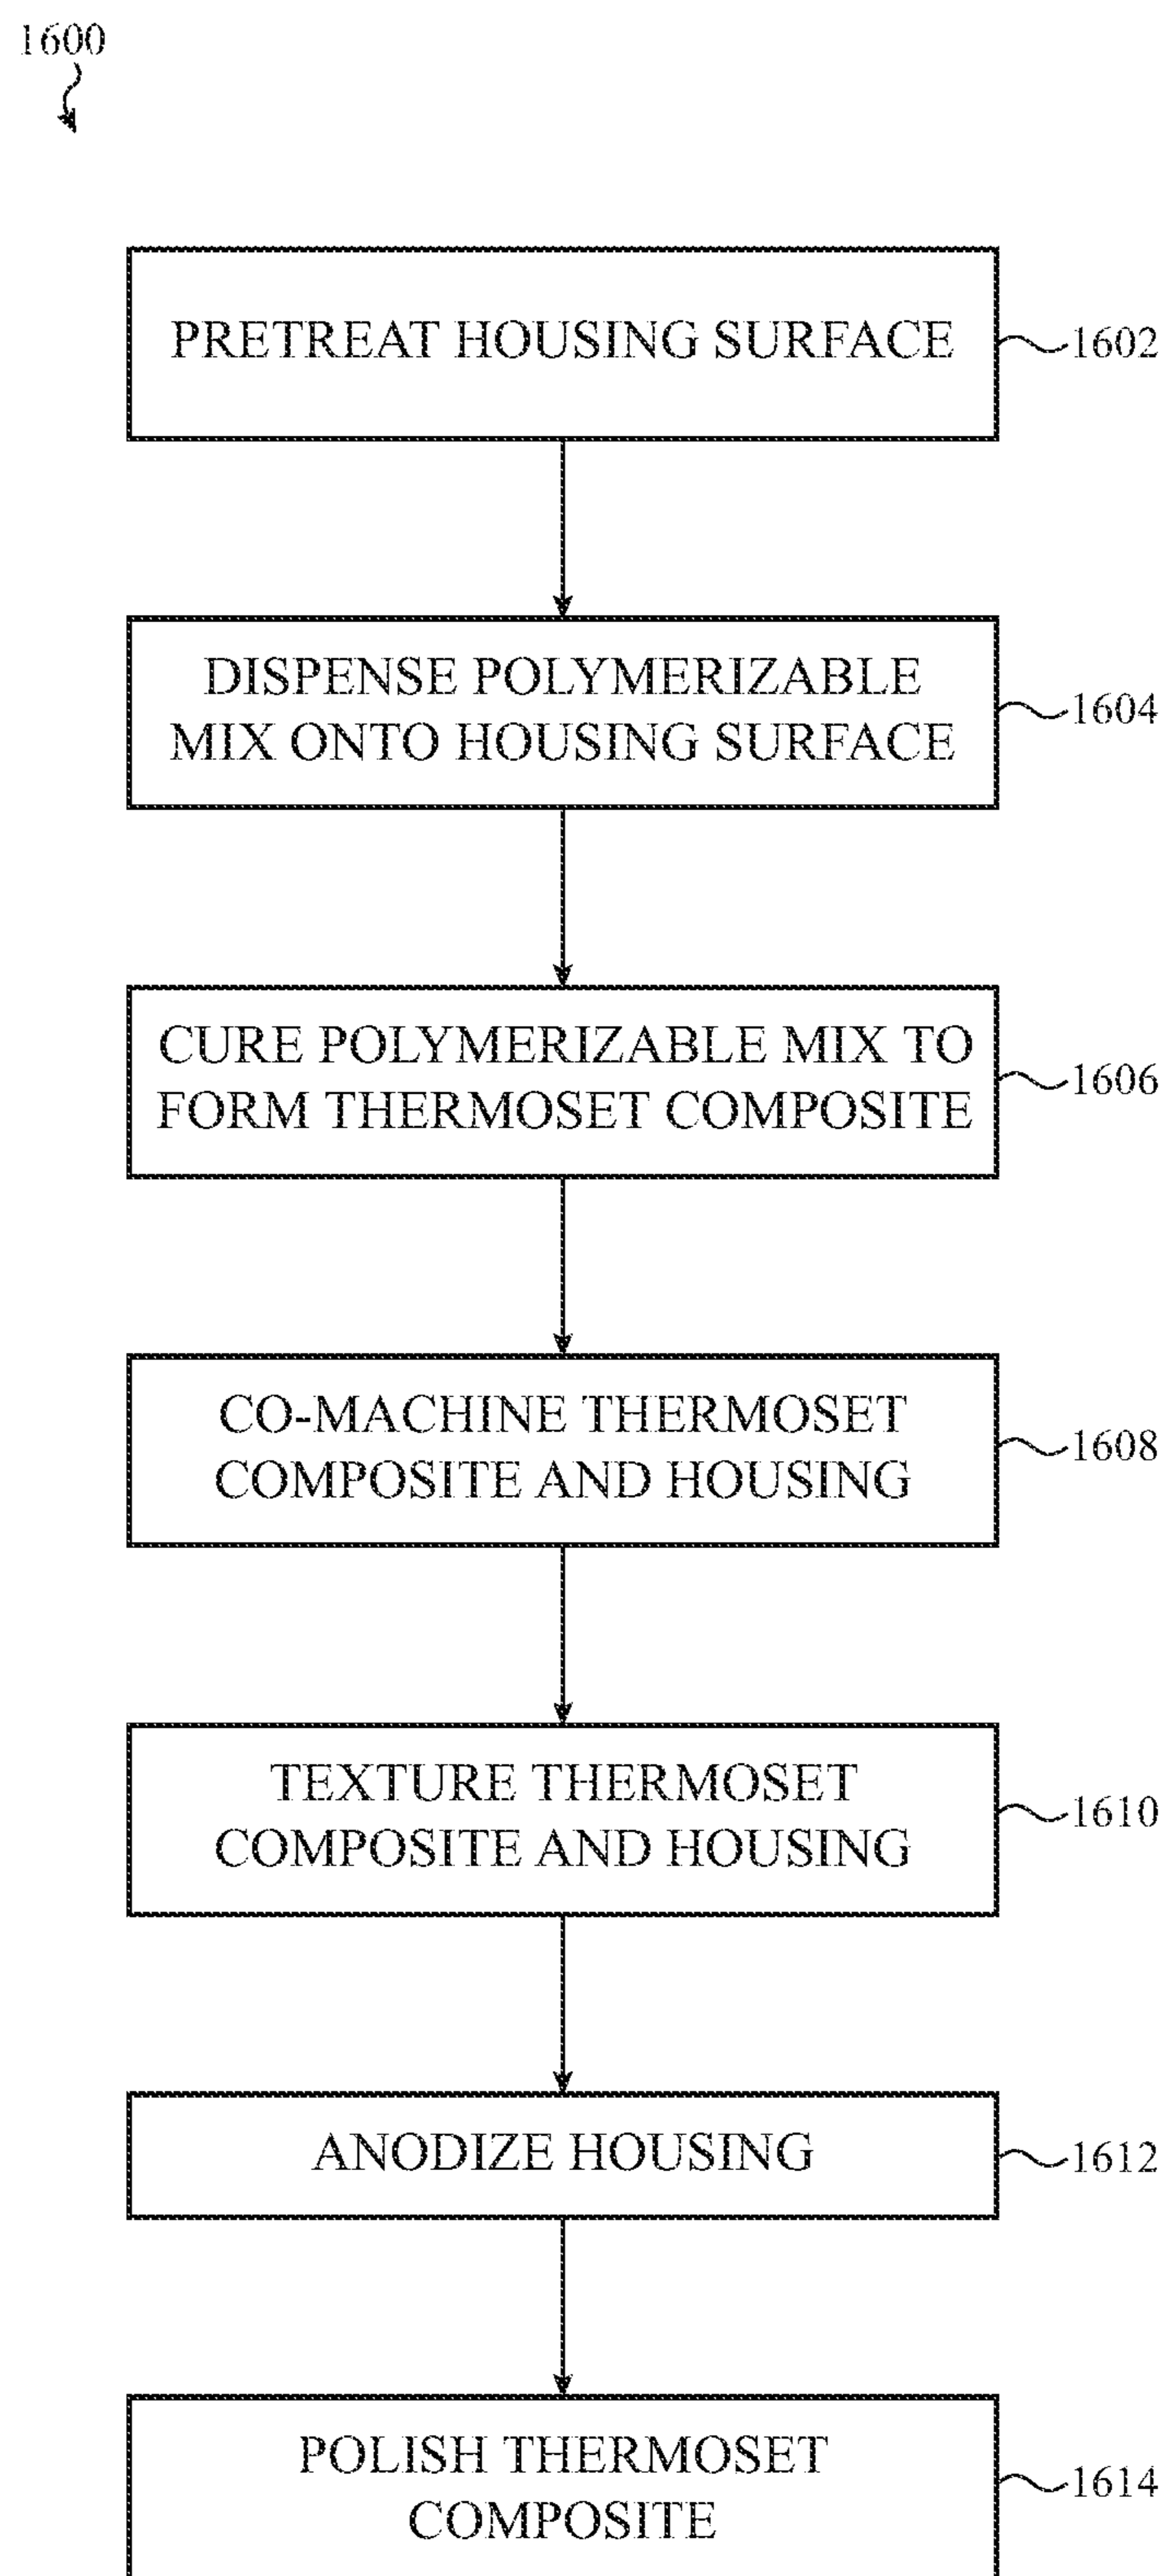 1600
PRETREAT HOUSING SURFACE
1602
DISPENSE POLYMERIZABLE
MIX ONTO HOUSING SURFACE
1604
CURE POLYMERIZABLE MIX TO
FORM THERMOSET COMPOSITE
1606
CO-MACHINE THERMOSET
COMPOSITE AND HOUSING
1608
TEXTURE THERMOSET
COMPOSITE AND HOUSING
1610
ANODIZE HOUSING
1612
POLISH THERMOSET
COMPOSITE
1614